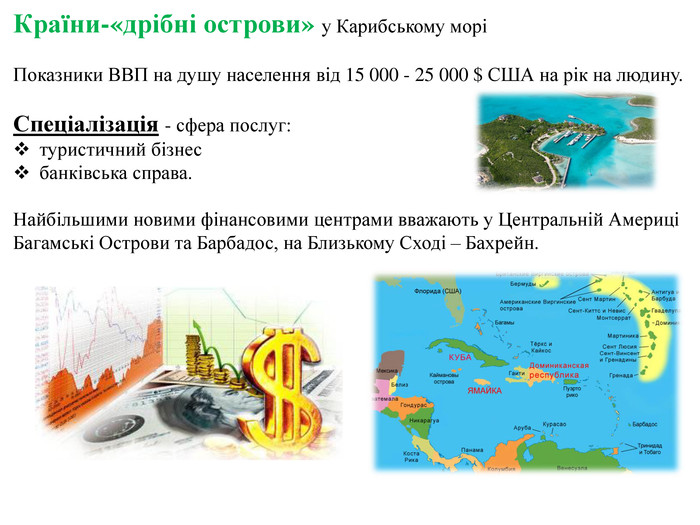 Країни-«дрібні острови» у Карибському морі
Показники ВВП на душу населення від 15 000 - 25 000 $ США на рік на людину.
Спеціалізація - сфера послуг:
❖ туристичний бізнес
❖ банківська справа.
Найбільшими новими фінансовими центрами вважають у Центральній Америці
Багамські Острови та Барбадос, на Близькому Сході – Бахрейн.
Бермуды
Флорида (США)
Американские Виргинские
острова
Сент Мартин
Антигуа и
Барбуда
Сент-Киттс и Невис
Монтсеррат
Багамы
Мартиника
Тёркс и
Кайкос
Сент Люсия
Сент-Винсент
и Гренадины
КУБА
Доминиканская
республика
Гаити
Гренада
Мексика
Каймановы
острова
Белиз
ЯМАЙКА
Пуэрто
рико
Гондурас
Никарагуа
Аруба
Курасао
Барбадос
Коста
Рика
Панама
Тринидад
и Тобаго
Колумбия
Венесуэла